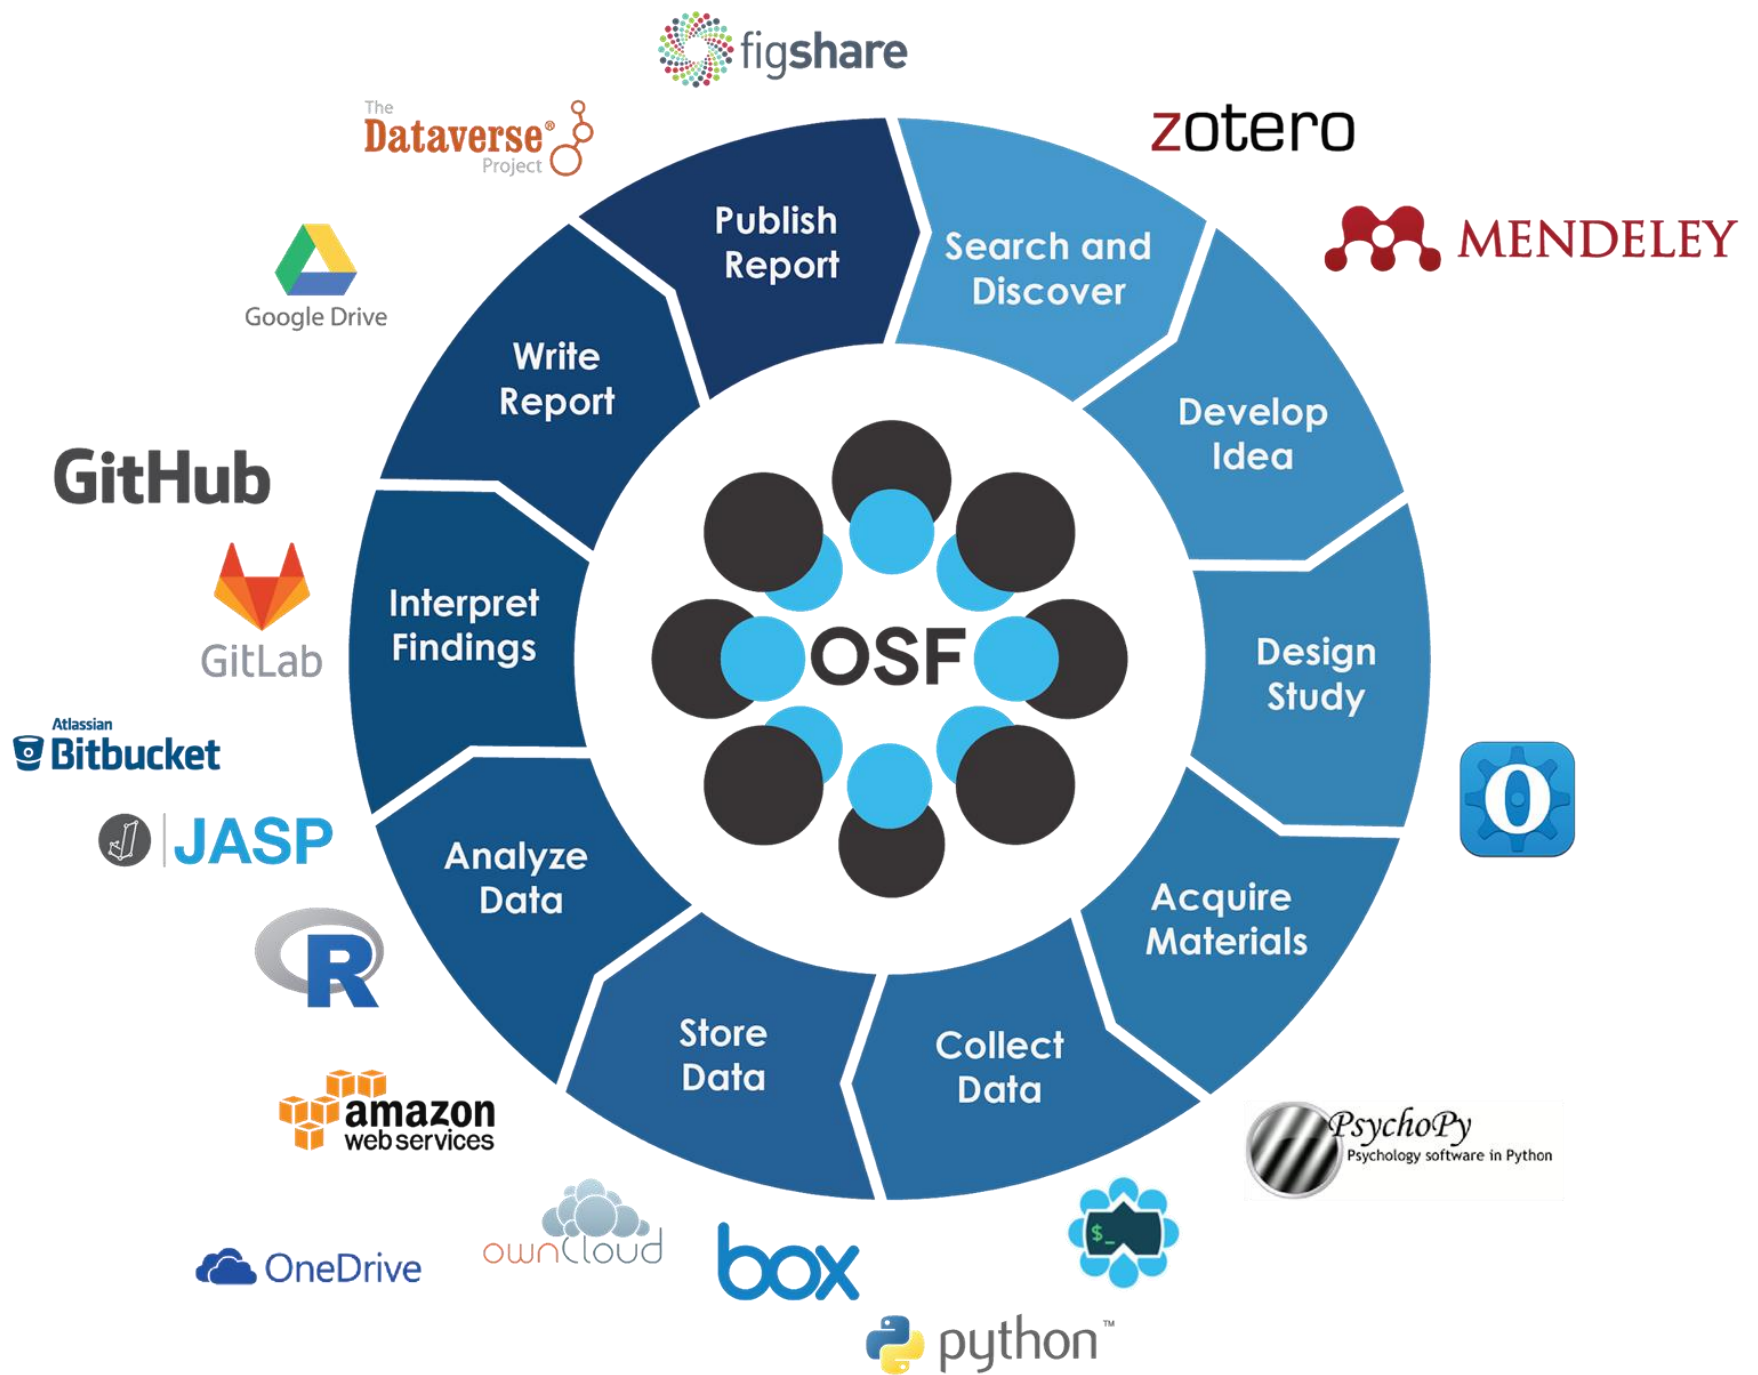 figshare
The
Dataverse®
Project
zotero
MENDELEY
Google Drive
Publish
Report
Search and
Discover
Write
Report
Develop
Idea
GitHub
GitLab
Interpret
Findings
OSF
Design
Study
Atlassian
Bitbucket
JASP
Analyze
Data
Acquire
Materials
R
Store
Data
Collect
Data
amazon
web services
PsychoPy
Psychology software in Python
$_
ownCloud
OneDrive
box
python™
O